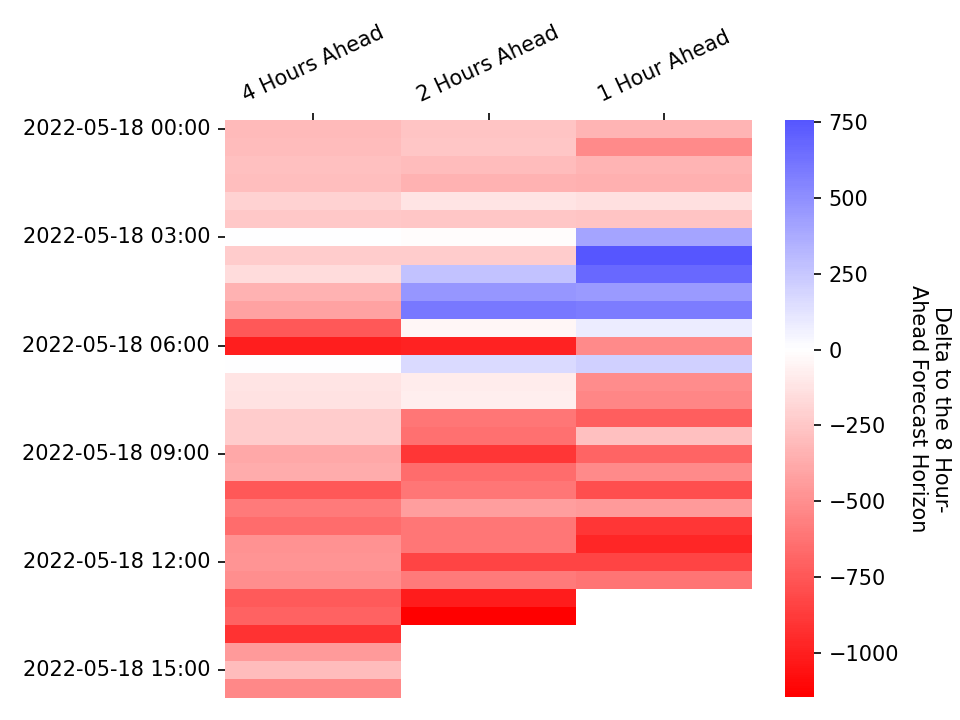 4 Hours Ahead
2 Hours Ahead
1 Hour Ahead
2022-05-18 00:00
2022-05-18 03:00
2022-05-18 06:00
2022-05-18 09:00
2022-05-18 12:00
2022-05-18 15:00
750
500
250
0
−250
−500
−750
−1000
Delta to the 8 Hour-
Ahead Forecast Horizon